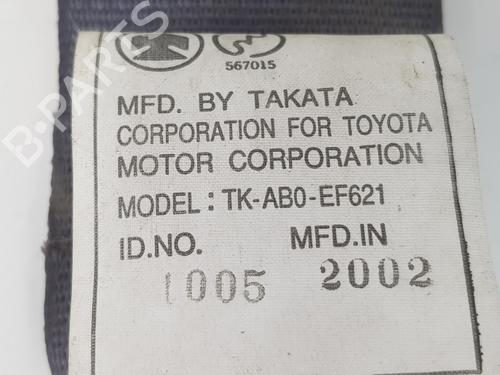 567015
MFD. BY TAKATA
CORPORATION FOR TOYOTA
MOTOR CORPORATION
MODEL : TK-AB0-EF621
ID.NO. MFD.IN
1005 2002
B-PARTS